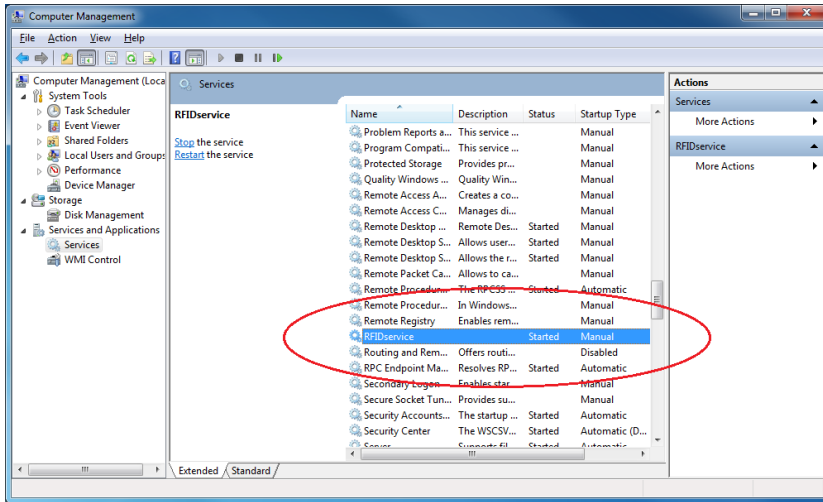 Computer Management
File Action View Help
Computer Management (Loca
System Tools
Task Scheduler
Event Viewer
Shared Folders
Local Users and Groups
Performance
Device Manager
Storage
Disk Management
Services and Applications
Services
WMI Control
Services
RFIDservice
Stop the service
Restart the service
Name Description Status Startup Type
Problem Reports a... This service ... Manual
Program Compati... This service ... Manual
Protected Storage Provides pr... Manual
Quality Windows ... Quality Win... Manual
Remote Access A... Creates a co... Manual
Remote Access C... Manages di... Manual
Remote Desktop ... Remote Des... Started Manual
Remote Desktop S... Allows user... Started Manual
Remote Desktop S... Allows the r... Started Manual
Remote Packet Ca... Allows to ca... Manual
Remote Procedur... The RPCSS ... Started Automatic
Remote Procedur... In Windows... Manual
Remote Registry Enables rem... Manual
RFIDservice Started Manual
Routing and Rem... Offers routi... Disabled
RPC Endpoint Ma... Resolves RP... Started Automatic
Secondary Logon Enables star... Manual
Secure Socket Tun... Provides su... Manual
Security Accounts... The startup ... Started Automatic
Security Center The WSCSV... Started Automatic (D...
Server Supports fil... Started Automatic
Extended Standard
Actions
Services
More Actions
RFIDservice
More Actions